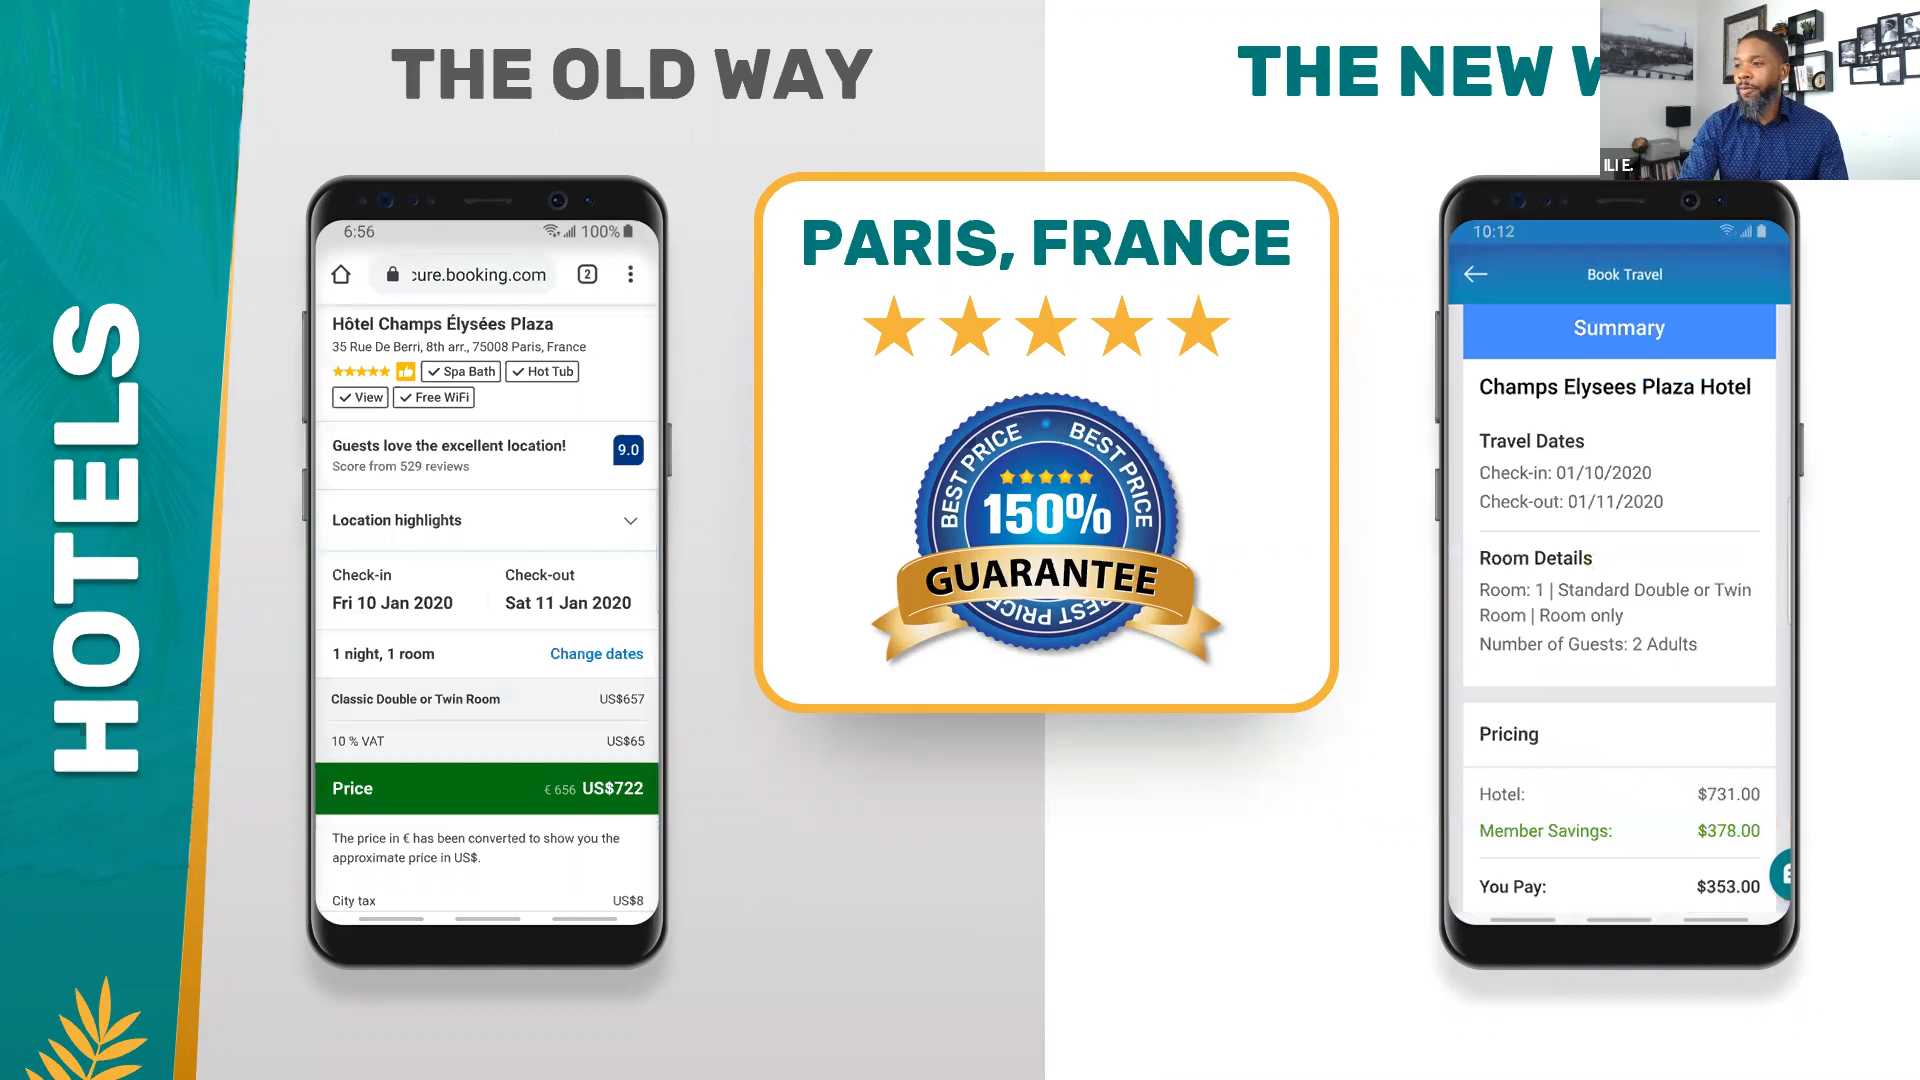 THE OLD WAY
THE NEW W
ILI E.
HOTELS
6:56
100%
cure.booking.com
2
Hôtel Champs Élysées Plaza
35 Rue De Berri, 8th arr., 75008 Paris, France
Spa Bath
Hot Tub
View
Free WiFi
Guests love the excellent location!
9.0
Score from 529 reviews
Location highlights
Check-in
Check-out
Fri 10 Jan 2020
Sat 11 Jan 2020
1 night, 1 room
Change dates
Classic Double or Twin Room
US$657
10 % VAT
US$65
Price
€ 656 US$722
The price in € has been converted to show you the
approximate price in US$.
City tax
US$8
PARIS, FRANCE
BEST PRICE
BEST PRICE
150%
GUARANTEE
BEST PRICE
10:12
Book Travel
Summary
Champs Elysees Plaza Hotel
Travel Dates
Check-in: 01/10/2020
Check-out: 01/11/2020
Room Details
Room: 1 | Standard Double or Twin
Room | Room only
Number of Guests: 2 Adults
Pricing
Hotel:
$731.00
Member Savings:
$378.00
You Pay:
$353.00